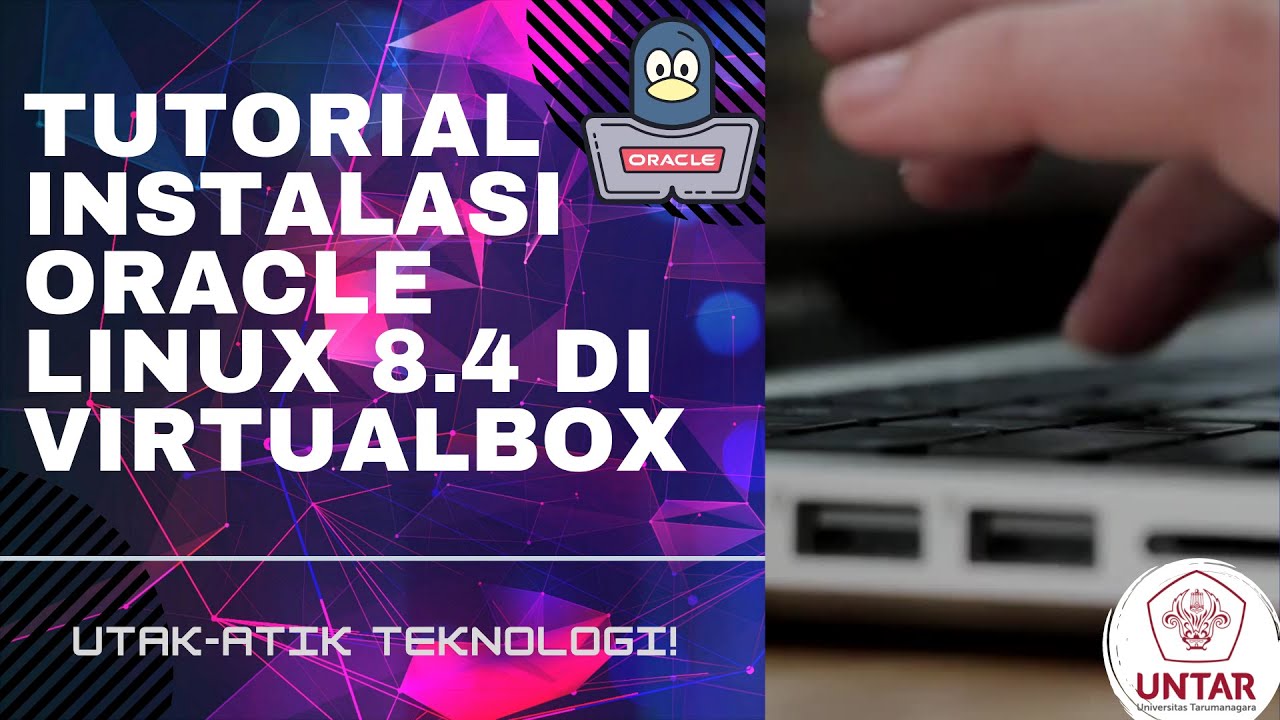 TUTORIAL
INSTALASI
ORACLE
LINUX 8.4 DI
VIRTUALBOX
ORACLE
UTAK-ATIK TEKNOLOGI!
UNTAR
Universitas Tarumanagara